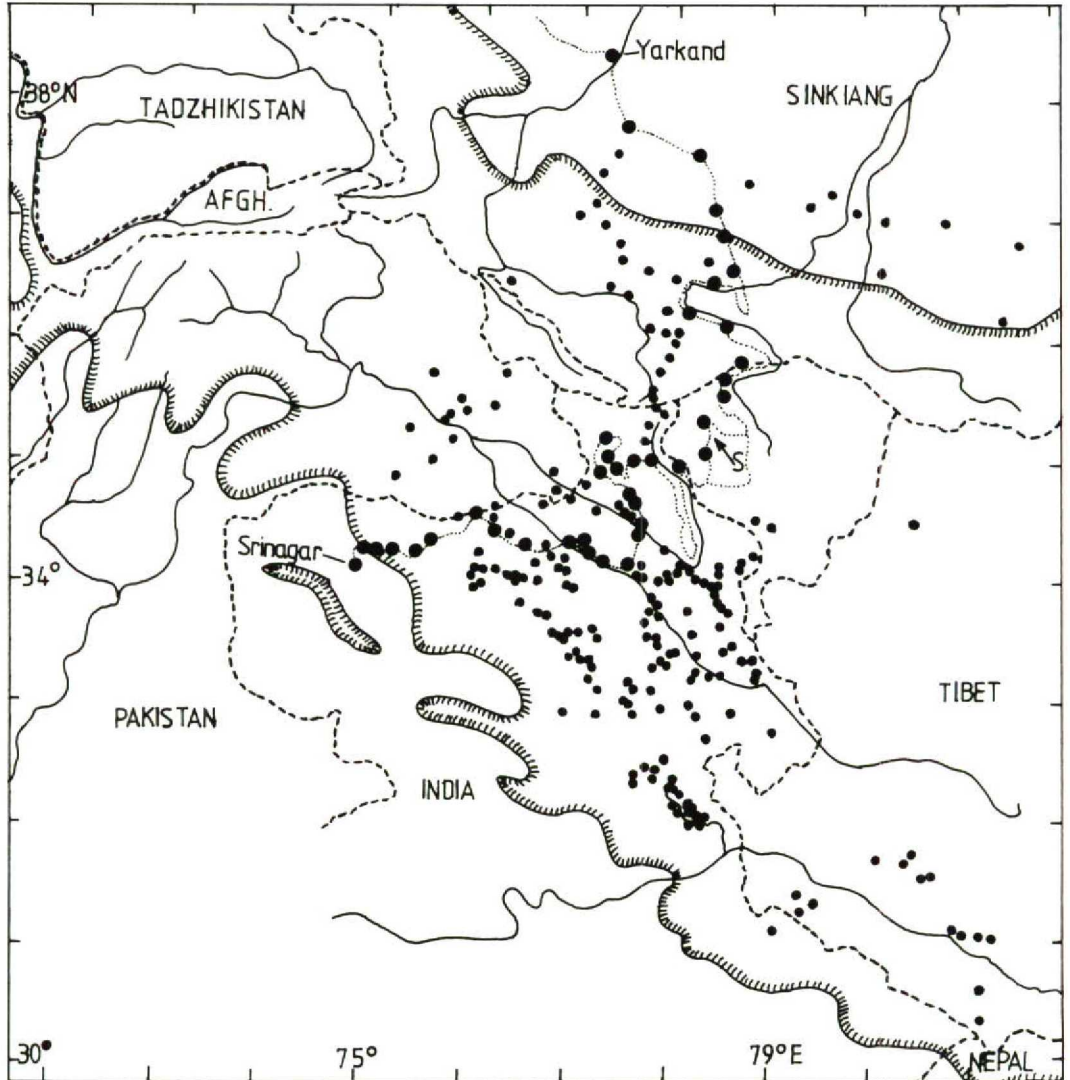 Yarkand
38°N
TADZHIKISTAN
SINKIANG
AFGH.
S
Srinagar
34°
TIBET
PAKISTAN
INDIA
30°
75°
79°E
NEPAL